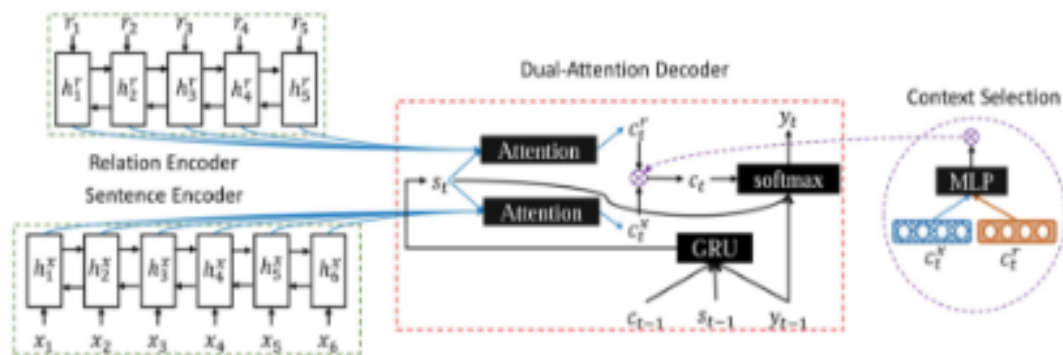 r₁ r₂ r₃ r₄ r₅
h₁ʳ h₂ʳ h₃ʳ h₄ʳ h₅ʳ
Relation Encoder
Sentence Encoder
h₁ˣ h₂ˣ h₃ˣ h₄ˣ h₅ˣ h₆ˣ
x₁ x₂ x₃ x₄ x₅ x₆
Dual-Attention Decoder
Attention
cₜʳ
sₜ
Attention
cₜˣ
cₜ
yₜ
softmax
GRU
cₜ₋₁ sₜ₋₁ yₜ₋₁
Context Selection
MLP
cₜˣ cₜʳ